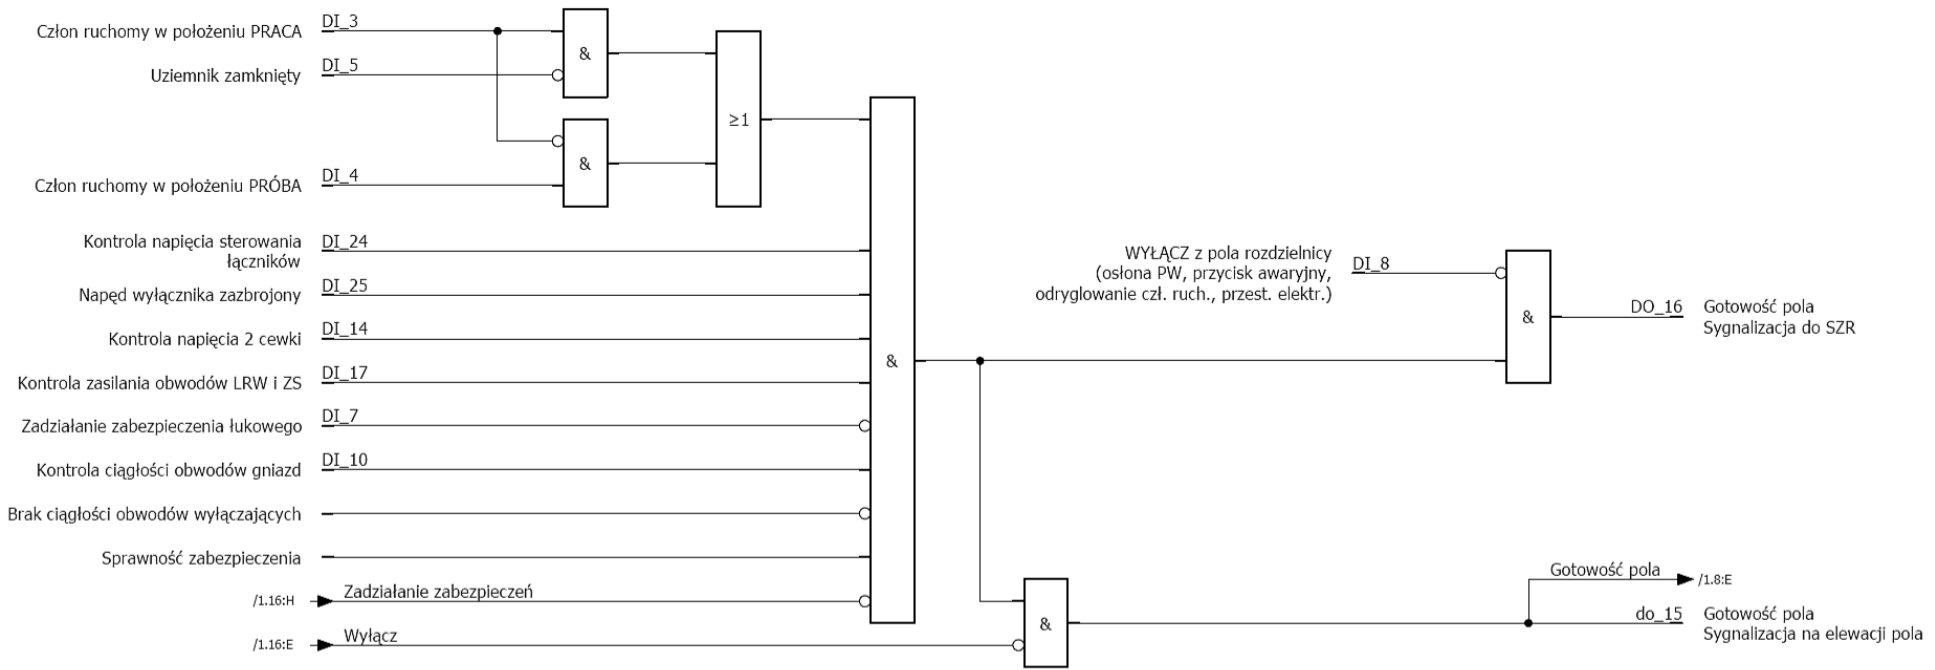 Człon ruchomy w położeniu PRACA DI_3
Uziemnik zamknięty DI_5
&
≥1
&
Człon ruchomy w położeniu PRÓBA DI_4
Kontrola napięcia sterowania
łączników DI_24
Napęd wyłącznika zazbrojony DI_25
Kontrola napięcia 2 cewki DI_14
Kontrola zasilania obwodów LRW i ZS DI_17
Zadziałanie zabezpieczenia łukowego DI_7
Kontrola ciągłości obwodów gniazd DI_10
Brak ciągłości obwodów wyłączających
Sprawność zabezpieczenia
/1.16:H Zadziałanie zabezpieczeń
/1.16:E Wyłącz
&
WYŁĄCZ z pola rozdzielnicy
(osłona PW, przycisk awaryjny,
odryglowanie czł. ruch., przest. elektr.)
DI_8
&
DO_16 Gotowość pola
Sygnalizacja do SZR
&
Gotowość pola /1.8:E
do_15 Gotowość pola
Sygnalizacja na elewacji pola